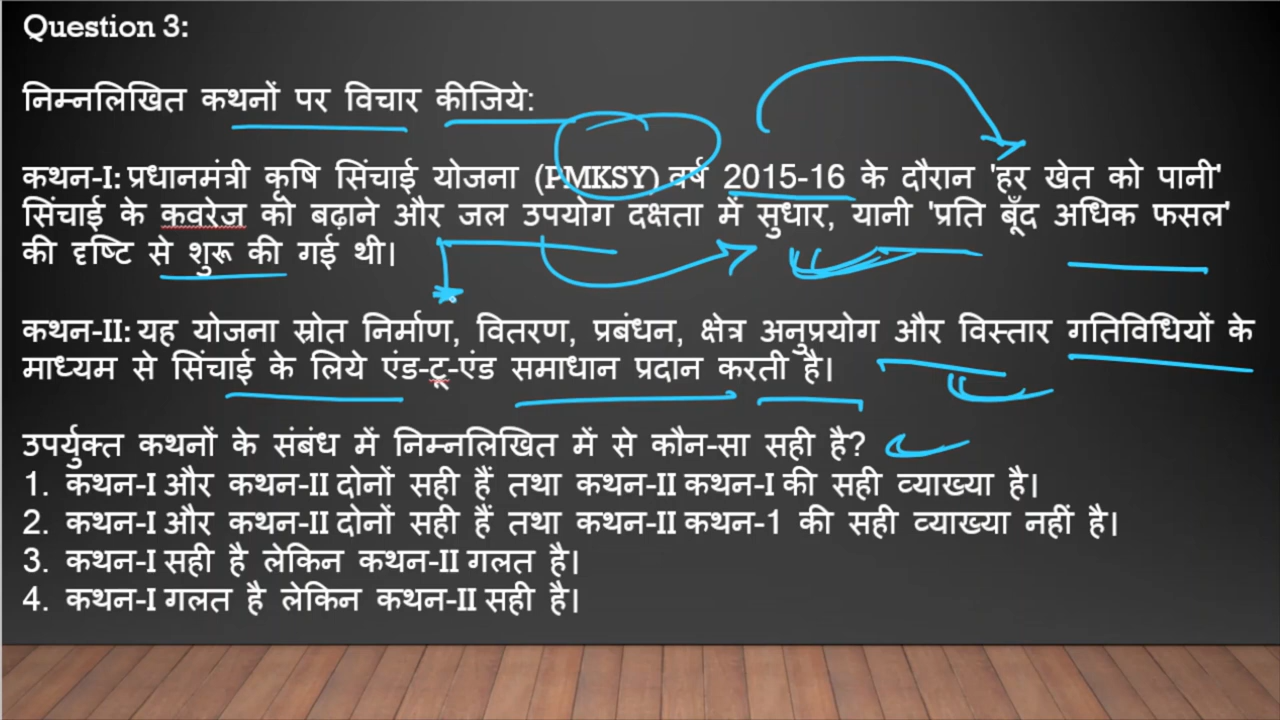 Question 3:
निम्नलिखित कथनों पर विचार कीजिये:
कथन-I: प्रधानमंत्री कृषि सिंचाई योजना (PMKSY) वर्ष 2015-16 के दौरान 'हर खेत को पानी'
सिंचाई के कवरेज को बढ़ाने और जल उपयोग दक्षता में सुधार, यानी 'प्रति बूँद अधिक फसल'
की दृष्टि से शुरू की गई थी।
कथन-II: यह योजना स्रोत निर्माण, वितरण, प्रबंधन, क्षेत्र अनुप्रयोग और विस्तार गतिविधियों के
माध्यम से सिंचाई के लिये एंड-टू-एंड समाधान प्रदान करती है।
उपर्युक्त कथनों के संबंध में निम्नलिखित में से कौन-सा सही है?
1. कथन-I और कथन-II दोनों सही हैं तथा कथन-II कथन-I की सही व्याख्या है।
2. कथन-I और कथन-II दोनों सही हैं तथा कथन-II कथन-1 की सही व्याख्या नहीं है।
3. कथन-I सही है लेकिन कथन-II गलत है।
4. कथन-I गलत है लेकिन कथन-II सही है।